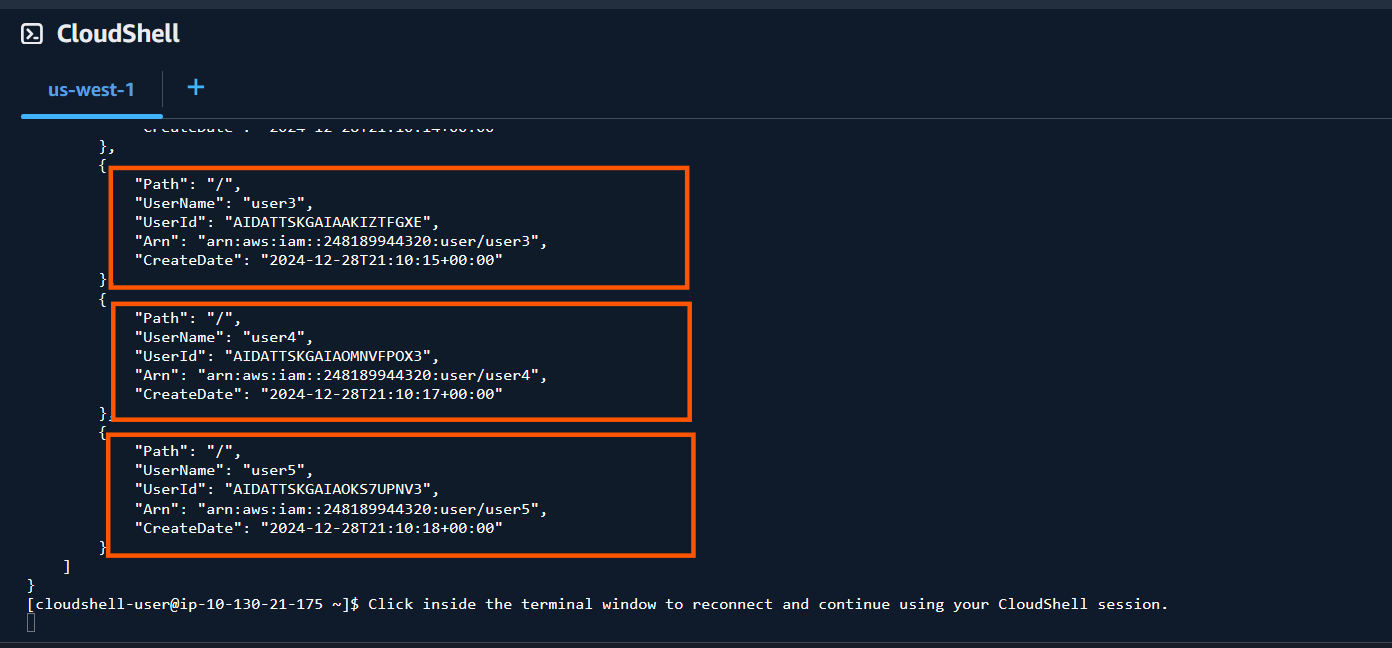 CloudShell
us-west-1 +
"CreateDate": "2024-12-28T21:10:14+00:00"
},
{
"Path": "/",
"UserName": "user3",
"UserId": "AIDATTSKGAIAAKIZTFGXE",
"Arn": "arn:aws:iam::248189944320:user/user3",
"CreateDate": "2024-12-28T21:10:15+00:00"
}
{
"Path": "/",
"UserName": "user4",
"UserId": "AIDATTSKGAIAOMNVFPOX3",
"Arn": "arn:aws:iam::248189944320:user/user4",
"CreateDate": "2024-12-28T21:10:17+00:00"
},
{
"Path": "/",
"UserName": "user5",
"UserId": "AIDATTSKGAIAOKS7UPNV3",
"Arn": "arn:aws:iam::248189944320:user/user5",
"CreateDate": "2024-12-28T21:10:18+00:00"
}
]
}
[cloudshell-user@ip-10-130-21-175 ~]$ Click inside the terminal window to reconnect and continue using your CloudShell session.